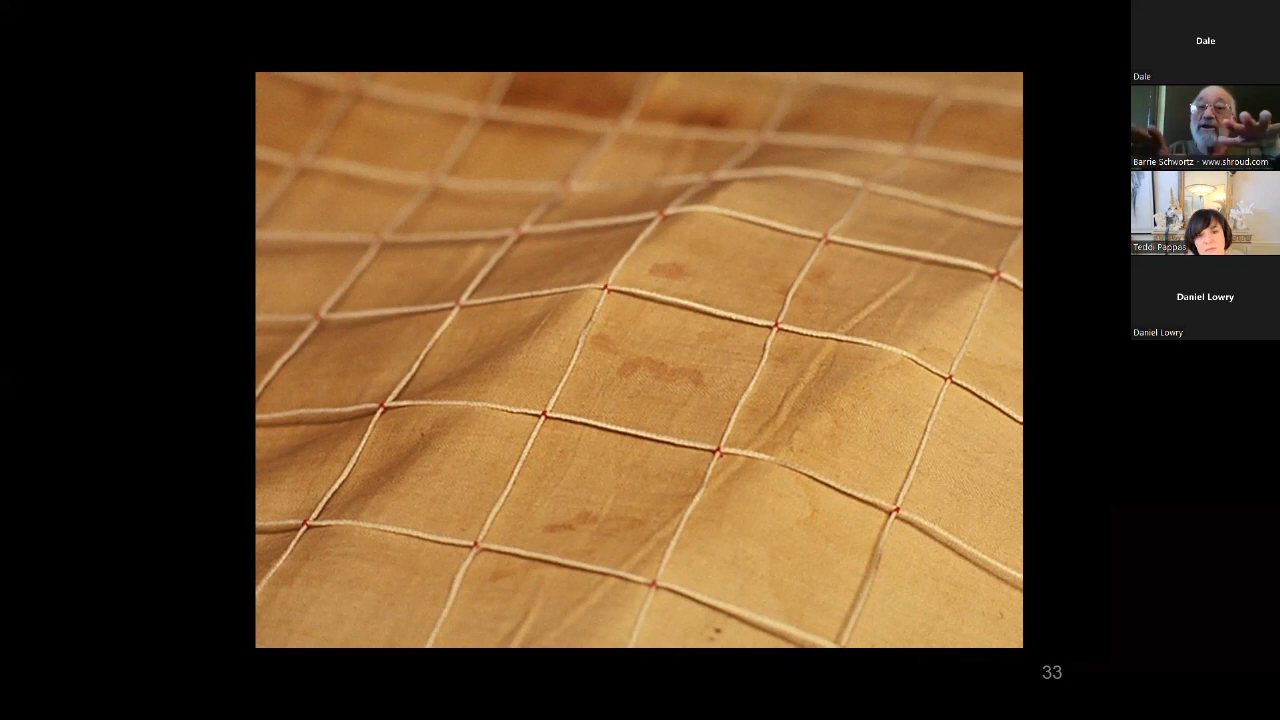 Dale
Dale
Barrie Schwortz - www.shroud.com
Teddi Pappas
Daniel Lowry
Daniel Lowry
33